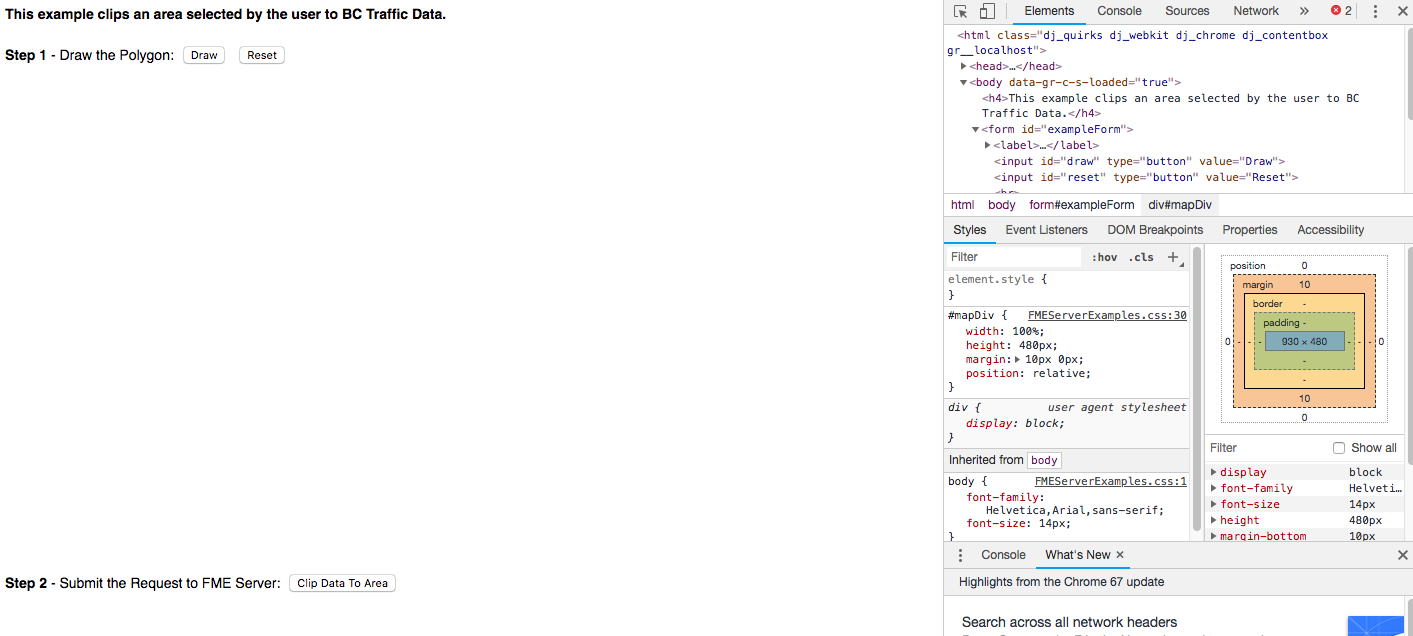 This example clips an area selected by the user to BC Traffic Data.
Step 1 - Draw the Polygon: Draw Reset
Step 2 - Submit the Request to FME Server: Clip Data To Area
Elements Console Sources Network » 2
<html class="dj_quirks dj_webkit dj_chrome dj_contentbox
gr__localhost">
<head>…</head>
<body data-gr-c-s-loaded="true">
<h4>This example clips an area selected by the user to BC
Traffic Data.</h4>
<form id="exampleForm">
<label>…</label>
<input id="draw" type="button" value="Draw">
<input id="reset" type="button" value="Reset">
<br>
html body form#exampleForm div#mapDiv
Styles Event Listeners DOM Breakpoints Properties Accessibility
Filter :hov .cls +
element.style {
}
#mapDiv { FMEServerExamples.css:30
width: 100%;
height: 480px;
margin: 10px 0px;
position: relative;
}
div { user agent stylesheet
display: block;
}
Inherited from body
body { FMEServerExamples.css:1
font-family:
Helvetica,Arial,sans-serif;
font-size: 14px;
}
position 0
margin 10
border -
padding -
0 - - - 930 × 480 - - - 0
-
-
10
0
Filter Show all
display block
font-family Helveti…
font-size 14px
height 480px
margin-bottom 10px
Console What's New ×
Highlights from the Chrome 67 update
Search across all network headers